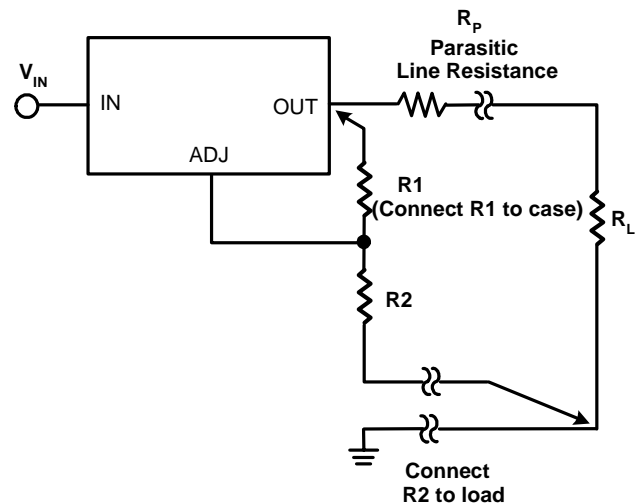 R_P
Parasitic
Line Resistance
V_IN
IN
OUT
ADJ
R1
(Connect R1 to case)
R_L
R2
Connect
R2 to load